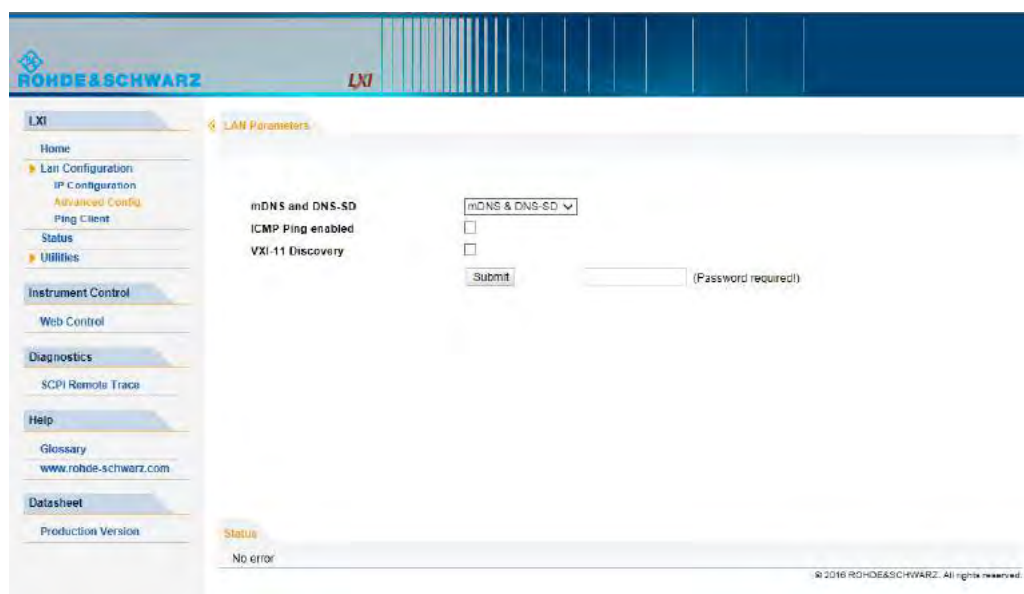 ROHDE&SCHWARZ
LXI
LXI
Home
Lan Configuration
IP Configuration
Advanced Config
Ping Client
Status
Utilities
Instrument Control
Web Control
Diagnostics
SCPI Remote Trace
Help
Glossary
www.rohde-schwarz.com
Datasheet
Production Version
LAN Parameters
mDNS and DNS-SD
mDNS & DNS-SD
ICMP Ping enabled
VXI-11 Discovery
Submit
(Password required!)
Status
No error
© 2016 ROHDE&SCHWARZ. All rights reserved.